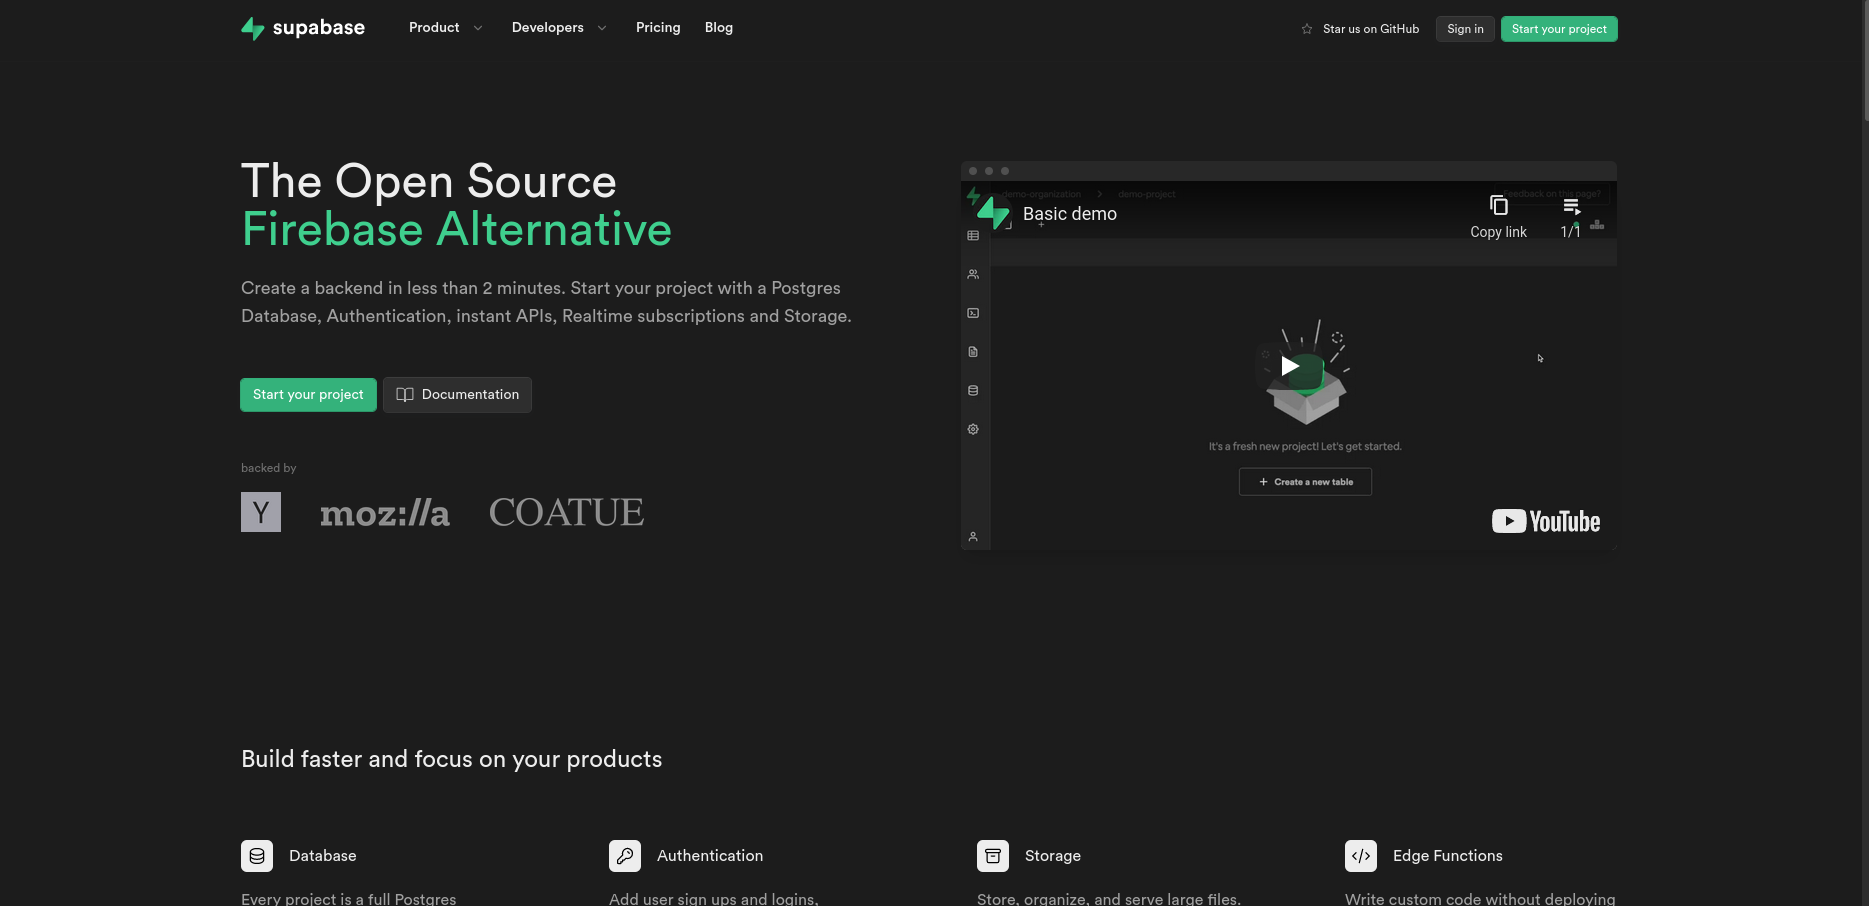 supabase
Product
Developers
Pricing
Blog
Star us on GitHub
Sign in
Start your project
The Open Source
Firebase Alternative
Create a backend in less than 2 minutes. Start your project with a Postgres
Database, Authentication, instant APIs, Realtime subscriptions and Storage.
Start your project
Documentation
backed by
Y
moz://a
COATUE
demo-organization
demo-project
Feedback on this page?
Basic demo
Copy link
1/1
It's a fresh new project! Let's get started.
+ Create a new table
YouTube
Build faster and focus on your products
Database
Authentication
Storage
Edge Functions
Every project is a full Postgres
Add user sign ups and logins,
Store, organize, and serve large files.
Write custom code without deploying